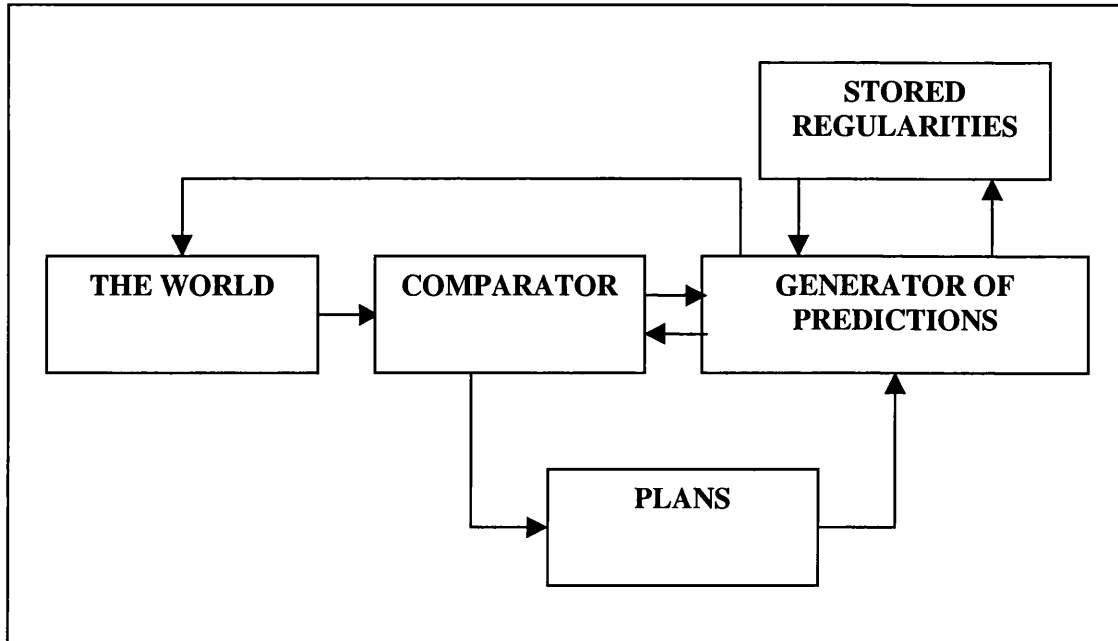 STORED
REGULARITIES
THE WORLD
COMPARATOR
GENERATOR OF
PREDICTIONS
PLANS